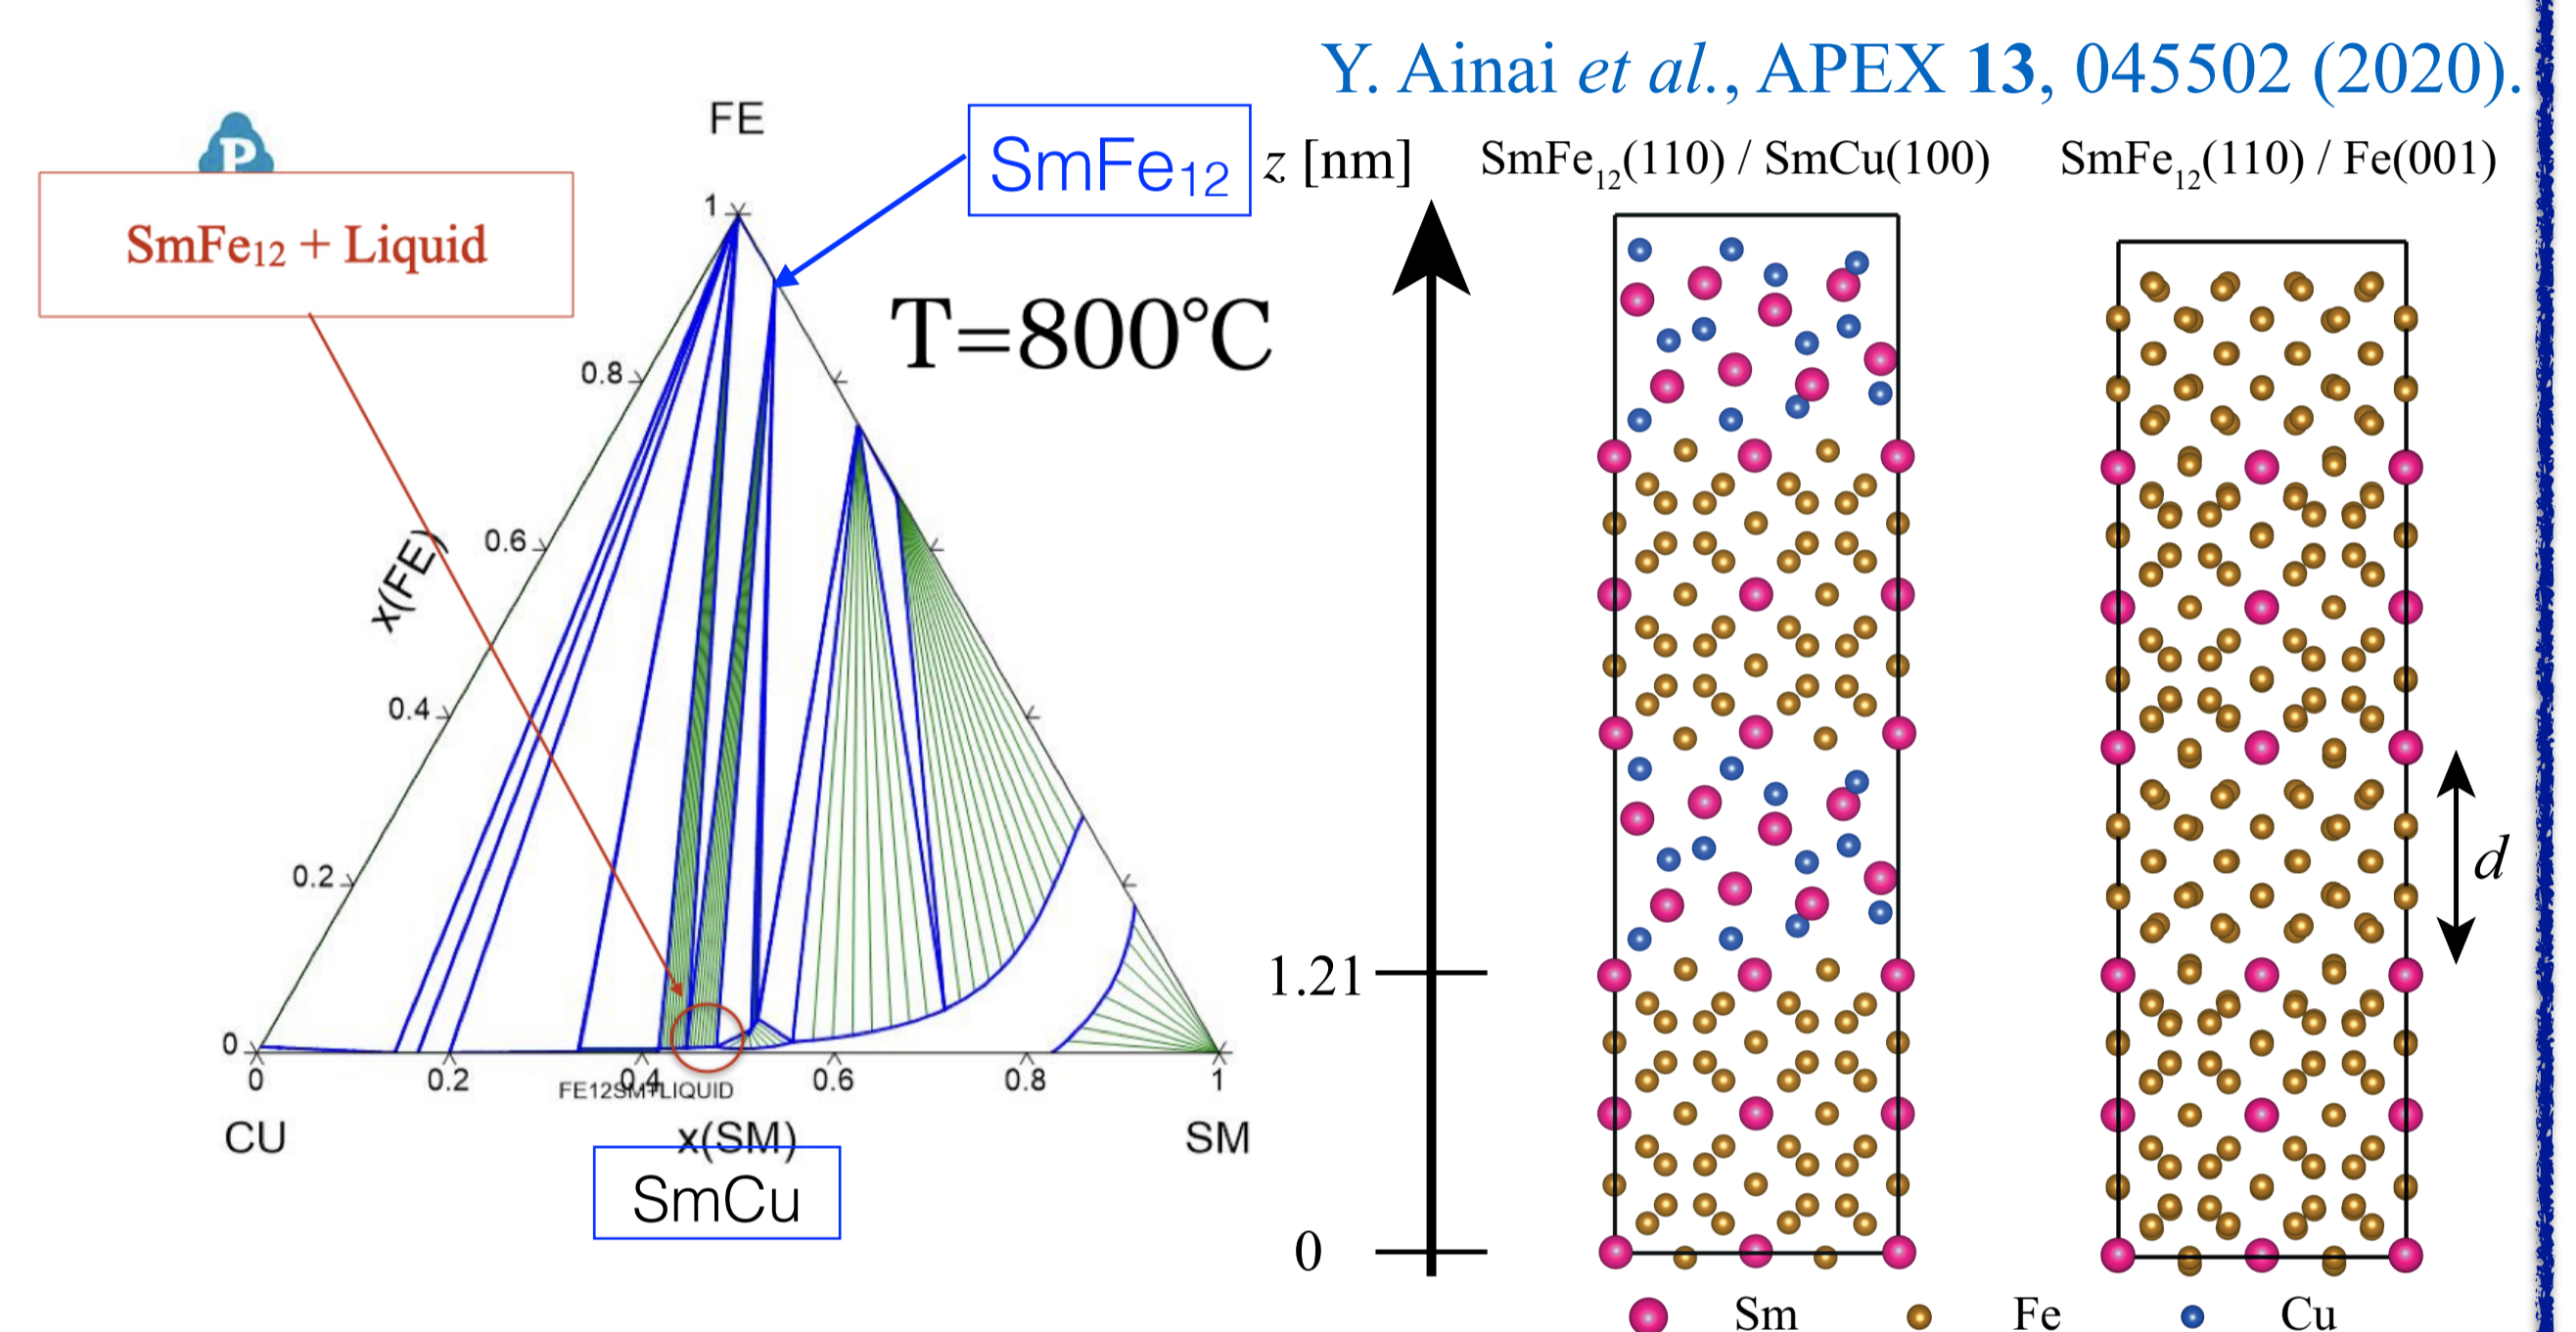 Y. Ainai et al., APEX 13, 045502 (2020).
P
SmFe₁₂ + Liquid
FE
SmFe₁₂
T=800℃
1
0.8
0.6
0.4
0.2
0
x(FE)
0
0.2
0.4
0.6
0.8
1
FE12SM+LIQUID
CU
x(SM)
SM
SmCu
z [nm]
SmFe₁₂(110) / SmCu(100)
SmFe₁₂(110) / Fe(001)
1.21
0
d
Sm
Fe
Cu